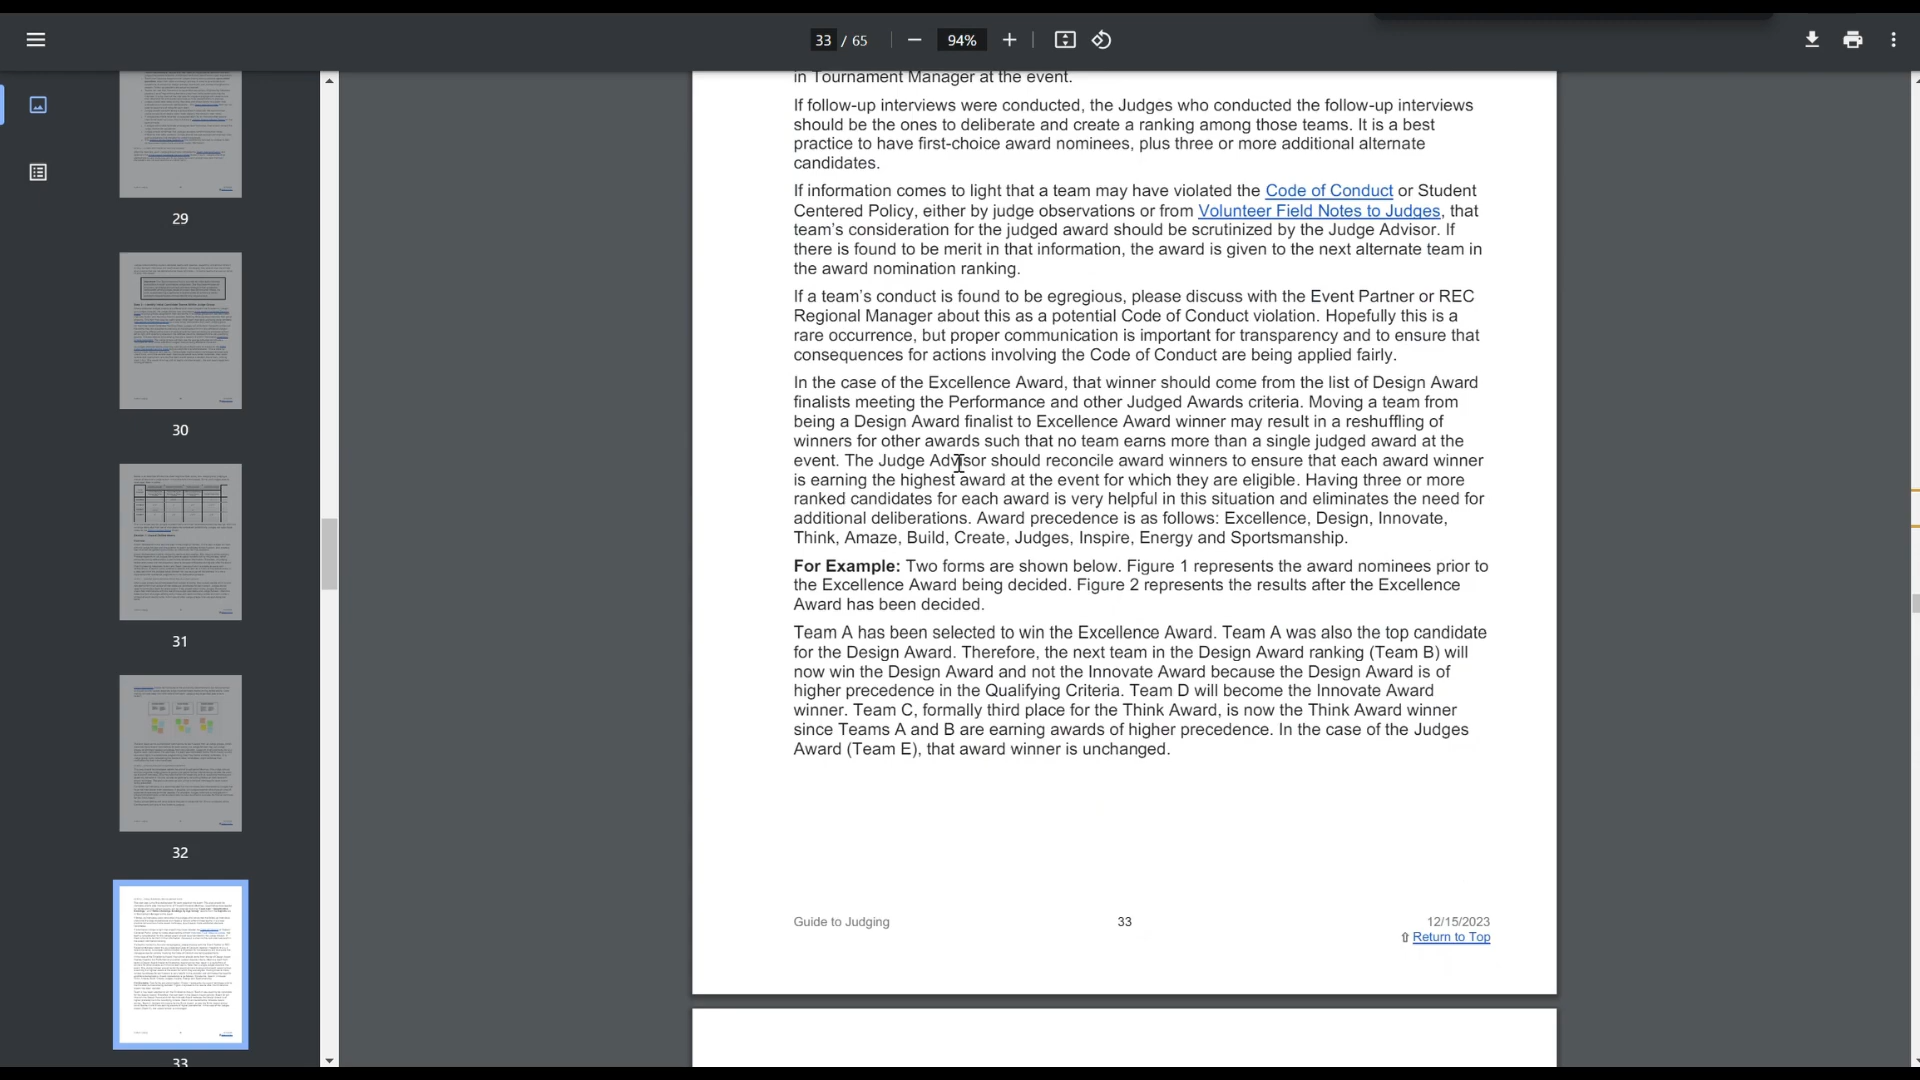 33 / 65
94%
in Tournament Manager at the event.
If follow-up interviews were conducted, the Judges who conducted the follow-up interviews
should be the ones to deliberate and create a ranking among those teams. It is a best
practice to have first-choice award nominees, plus three or more additional alternate
candidates.
If information comes to light that a team may have violated the Code of Conduct or Student
Centered Policy, either by judge observations or from Volunteer Field Notes to Judges, that
team's consideration for the judged award should be scrutinized by the Judge Advisor. If
there is found to be merit in that information, the award is given to the next alternate team in
the award nomination ranking.
If a team's conduct is found to be egregious, please discuss with the Event Partner or REC
Regional Manager about this as a potential Code of Conduct violation. Hopefully this is a
rare occurrence, but proper communication is important for transparency and to ensure that
consequences for actions involving the Code of Conduct are being applied fairly.
In the case of the Excellence Award, that winner should come from the list of Design Award
finalists meeting the Performance and other Judged Awards criteria. Moving a team from
being a Design Award finalist to Excellence Award winner may result in a reshuffling of
winners for other awards such that no team earns more than a single judged award at the
event. The Judge Advisor should reconcile award winners to ensure that each award winner
is earning the highest award at the event for which they are eligible. Having three or more
ranked candidates for each award is very helpful in this situation and eliminates the need for
additional deliberations. Award precedence is as follows: Excellence, Design, Innovate,
Think, Amaze, Build, Create, Judges, Inspire, Energy and Sportsmanship.
For Example: Two forms are shown below. Figure 1 represents the award nominees prior to
the Excellence Award being decided. Figure 2 represents the results after the Excellence
Award has been decided.
Team A has been selected to win the Excellence Award. Team A was also the top candidate
for the Design Award. Therefore, the next team in the Design Award ranking (Team B) will
now win the Design Award and not the Innovate Award because the Design Award is of
higher precedence in the Qualifying Criteria. Team D will become the Innovate Award
winner. Team C, formally third place for the Think Award, is now the Think Award winner
since Teams A and B are earning awards of higher precedence. In the case of the Judges
Award (Team E), that award winner is unchanged.
Guide to Judging
33
12/15/2023
⇧ Return to Top
29
30
31
32
33